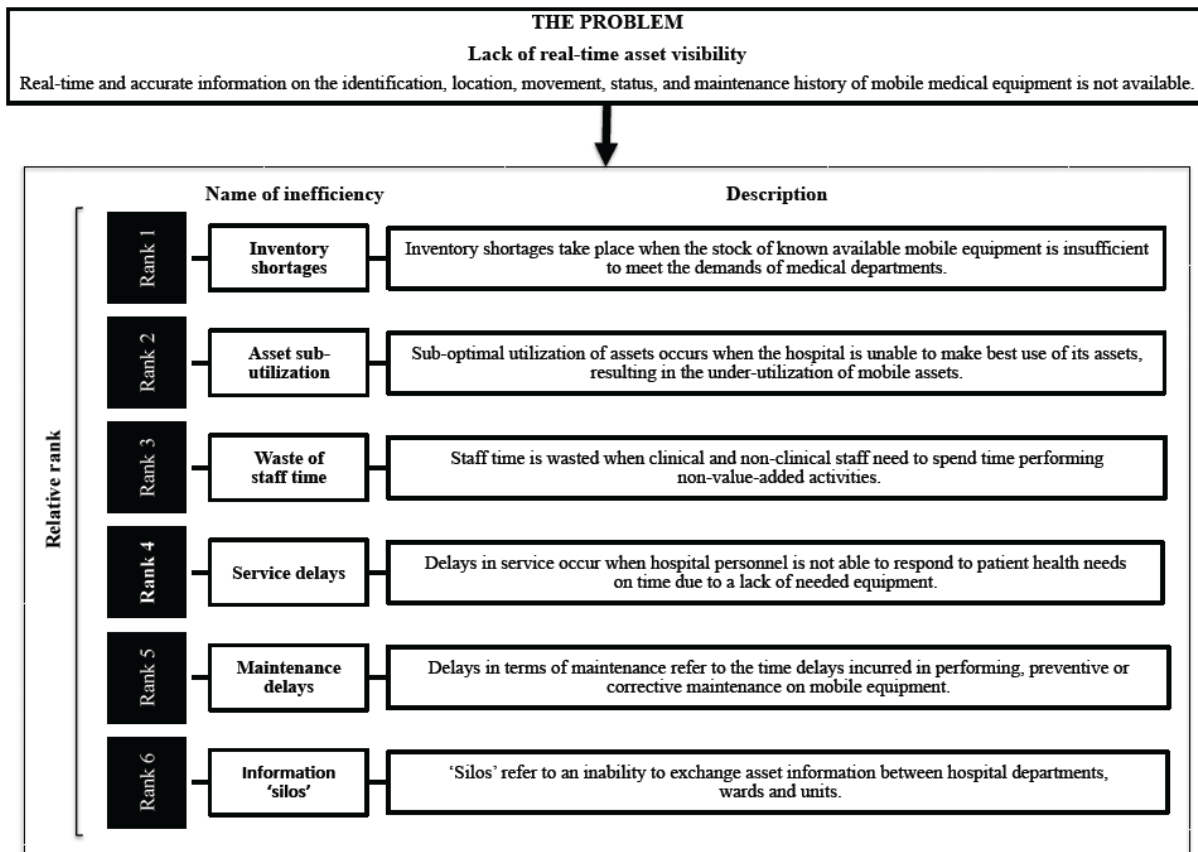 THE PROBLEM
Lack of real-time asset visibility
Real-time and accurate information on the identification, location, movement, status, and maintenance history of mobile medical equipment is not available.
Name of inefficiency
Description
Relative rank
Rank 1
Inventory
shortages
Inventory shortages take place when the stock of known available mobile equipment is insufficient
to meet the demands of medical departments.
Rank 2
Asset sub-
utilization
Sub-optimal utilization of assets occurs when the hospital is unable to make best use of its assets,
resulting in the under-utilization of mobile assets.
Rank 3
Waste of
staff time
Staff time is wasted when clinical and non-clinical staff need to spend time performing
non-value-added activities.
Rank 4
Service delays
Delays in service occur when hospital personnel is not able to respond to patient health needs
on time due to a lack of needed equipment.
Rank 5
Maintenance
delays
Delays in terms of maintenance refer to the time delays incurred in performing, preventive or
corrective maintenance on mobile equipment.
Rank 6
Information
‘silos’
‘Silos’ refer to an inability to exchange asset information between hospital departments,
wards and units.